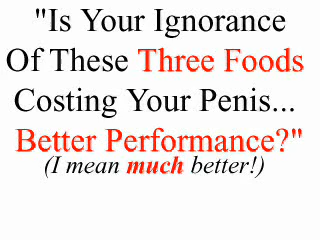 "Is Your Ignorance
Of These Three Foods
Costing Your Penis...
Better Performance?"
(I mean much better!)